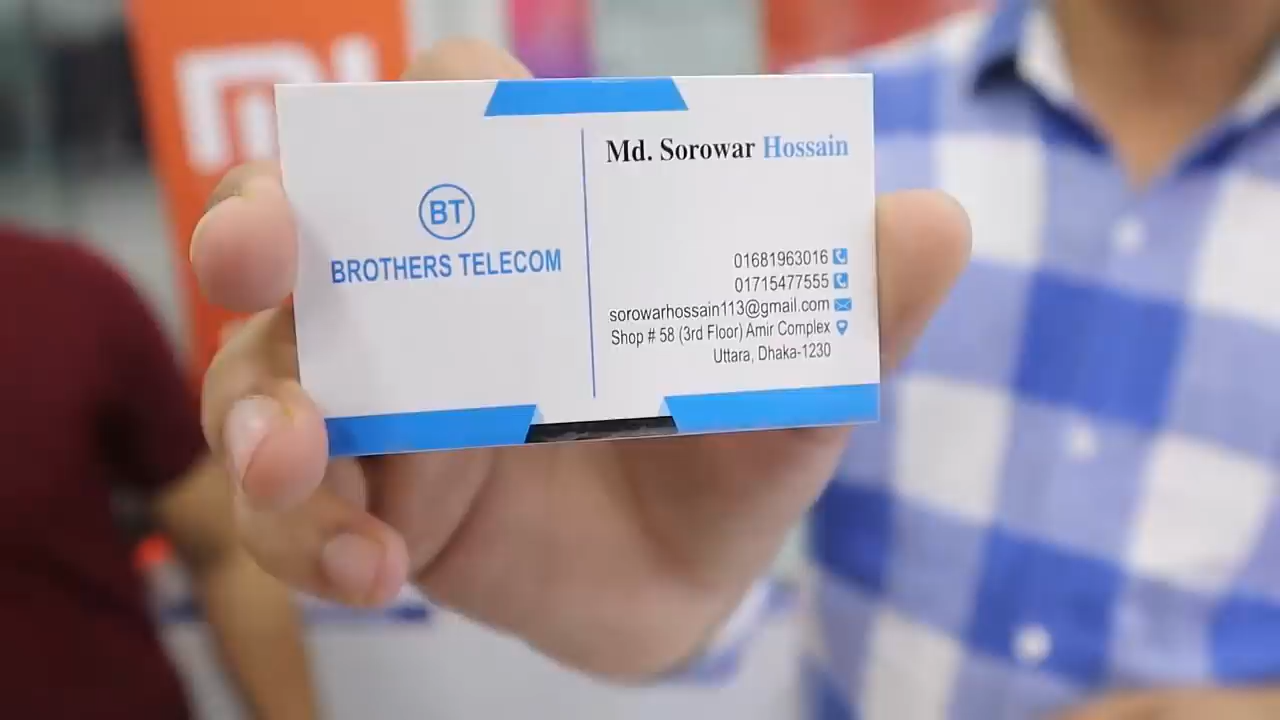 mi
BT
BROTHERS TELECOM
Md. Sorowar Hossain
01681963016
01715477555
sorowarhossain113@gmail.com
Shop # 58 (3rd Floor) Amir Complex
Uttara, Dhaka-1230